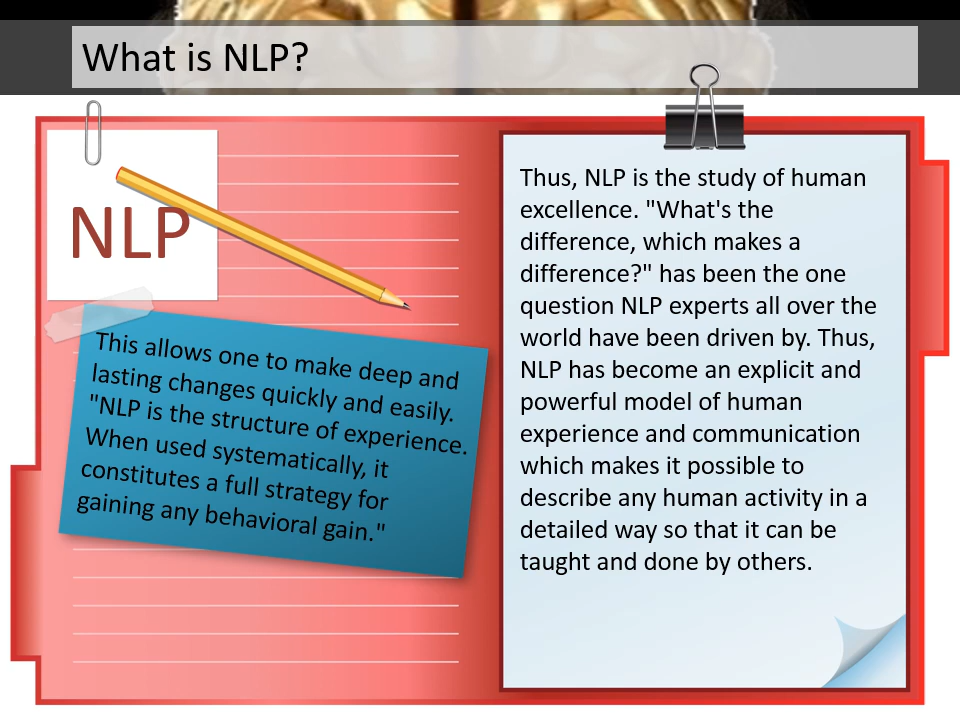 What is NLP?
NLP
This allows one to make deep and
lasting changes quickly and easily.
"NLP is the structure of experience.
When used systematically, it
constitutes a full strategy for
gaining any behavioral gain."
Thus, NLP is the study of human
excellence. "What's the
difference, which makes a
difference?" has been the one
question NLP experts all over the
world have been driven by. Thus,
NLP has become an explicit and
powerful model of human
experience and communication
which makes it possible to
describe any human activity in a
detailed way so that it can be
taught and done by others.